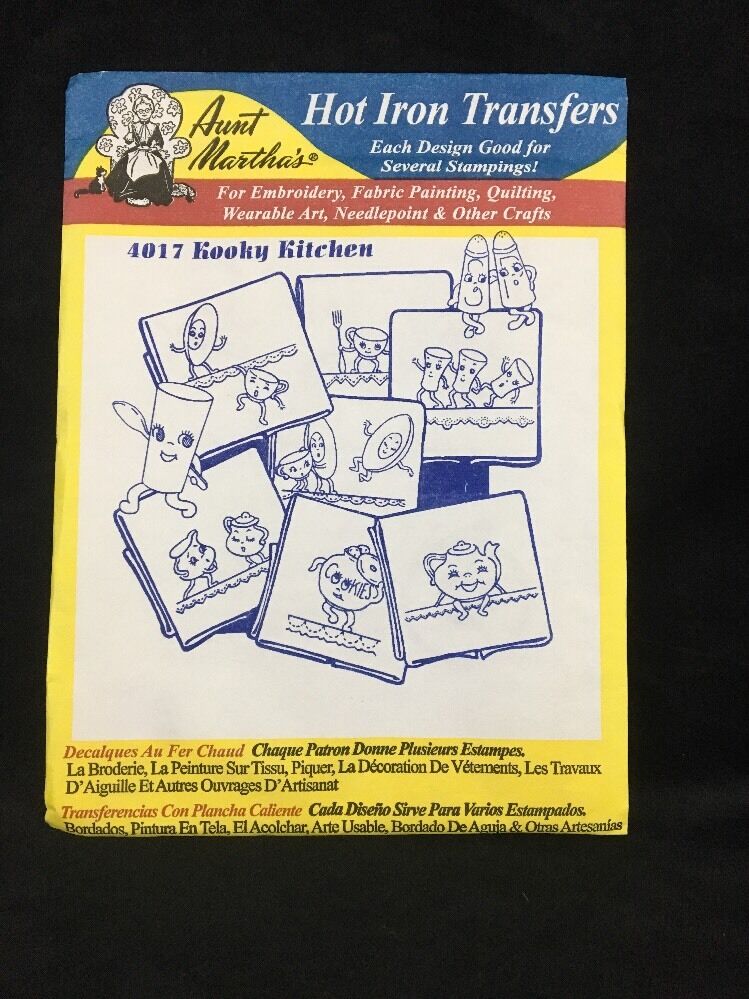 Aunt
Martha's®
Hot Iron Transfers
Each Design Good for
Several Stampings!
For Embroidery, Fabric Painting, Quilting,
Wearable Art, Needlepoint & Other Crafts
4017 Kooky Kitchen
COOKIES
Decalques Au Fer Chaud Chaque Patron Donne Plusieurs Estampes.
La Broderie, La Peinture Sur Tissu, Piquer, La Décoration De Vétements, Les Travaux
D'Aiguille Et Autres Ouvrages D'Artisanat
Transferencias Con Plancha Caliente Cada Diseño Sirve Para Varios Estampados.
Bordados, Pintura En Tela, El Acolchar, Arte Usable, Bordado De Aguja & Otras Artesanías